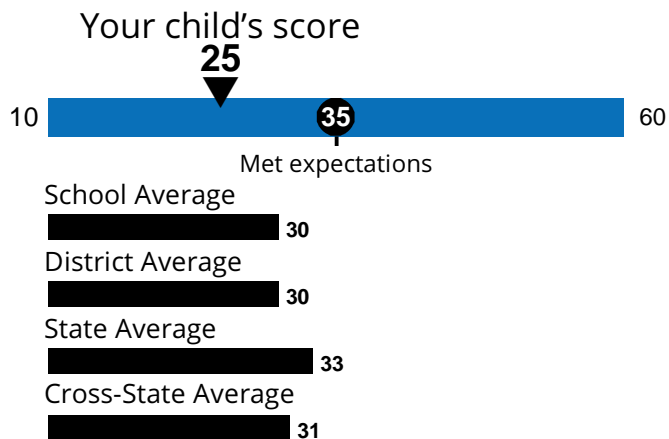 Your child’s score
25
10 35 60
Met expectations
School Average
30
District Average
30
State Average
33
Cross-State Average
31